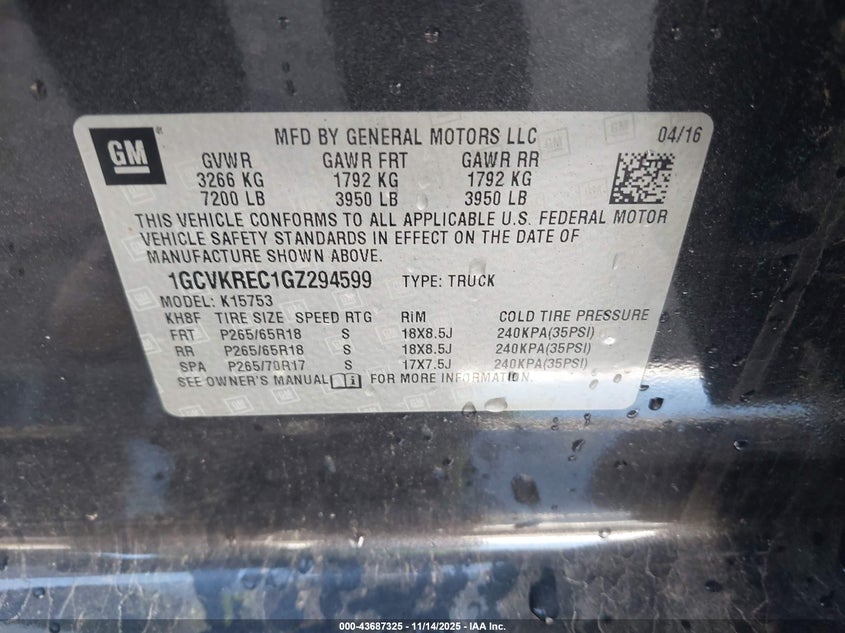 GM MFD BY GENERAL MOTORS LLC 04/16
GVWR GAWR FRT GAWR RR
3266 KG 1792 KG 1792 KG
7200 LB 3950 LB 3950 LB
THIS VEHICLE CONFORMS TO ALL APPLICABLE U.S. FEDERAL MOTOR
VEHICLE SAFETY STANDARDS IN EFFECT ON THE DATE OF
MANUFACTURE SHOWN ABOVE.
1GCVKREC1GZ294599 TYPE: TRUCK
MODEL: K15753
KH8F TIRE SIZE SPEED RTG RIM COLD TIRE PRESSURE
FRT P265/65R18 S 18X8.5J 240KPA(35PSI)
RR P265/65R18 S 18X8.5J 240KPA(35PSI)
SPA P265/70R17 S 17X7.5J 240KPA(35PSI)
SEE OWNER'S MANUAL FOR MORE INFORMATION.
000-43687325 - 11/14/2025 - IAA Inc.